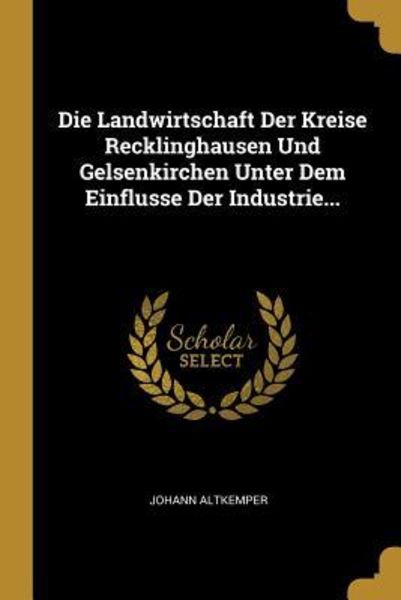 Die Landwirtschaft Der Kreise
Recklinghausen Und
Gelsenkirchen Unter Dem
Einflusse Der Industrie...
Scholar
SELECT
JOHANN ALTKEMPER